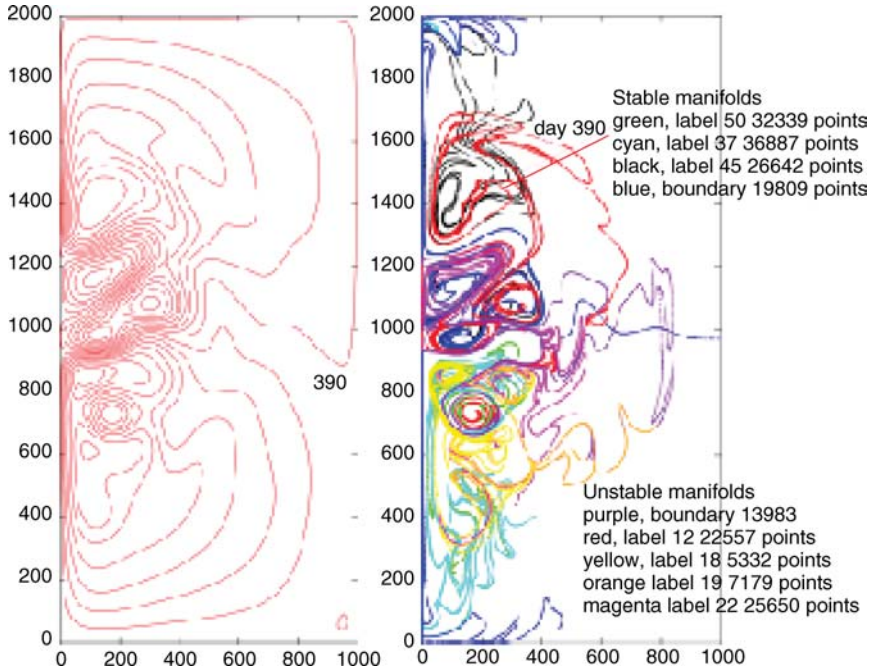 2000
1800
1600
1400
1200
1000
800
600
400
200
0
0 200 400 600 800 1000
390
2000
1800
1600
1400
1200
1000
800
600
400
200
0
0 200 400 600 800 1000
day 390
Stable manifolds
green, label 50 32339 points
cyan, label 37 36887 points
black, label 45 26642 points
blue, boundary 19809 points
Unstable manifolds
purple, boundary 13983
red, label 12 22557 points
yellow, label 18 5332 points
orange label 19 7179 points
magenta label 22 25650 points